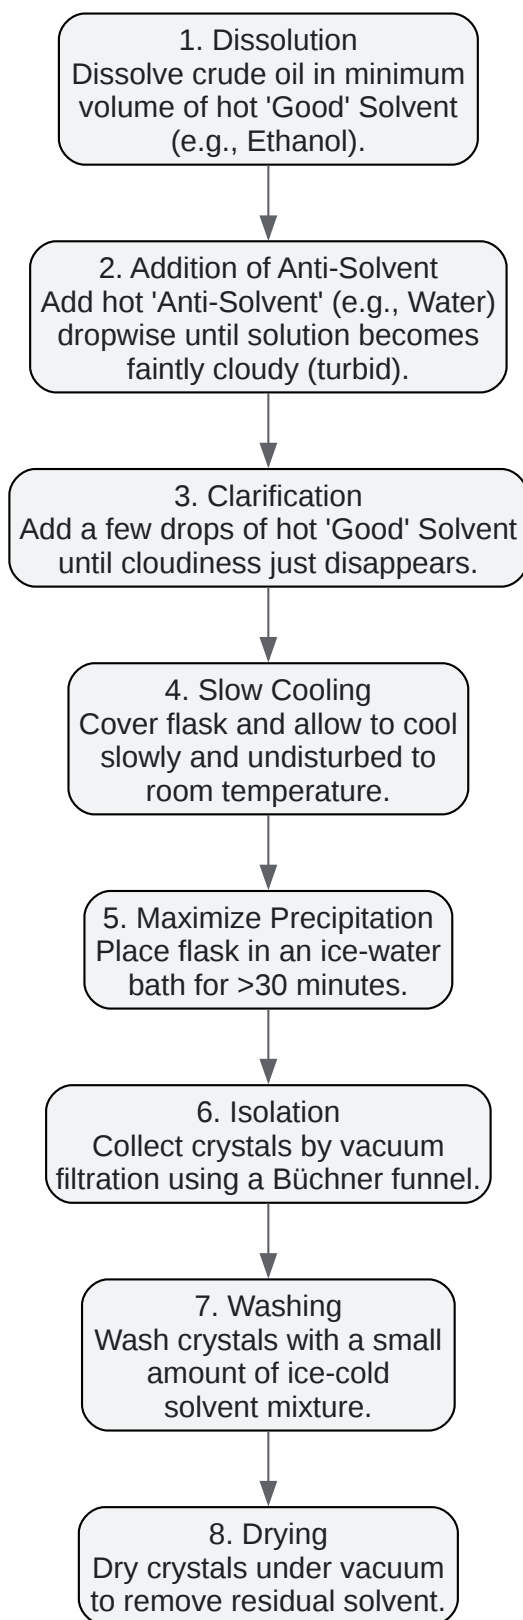 1. Dissolution
Dissolve crude oil in minimum
volume of hot 'Good' Solvent
(e.g., Ethanol).
2. Addition of Anti-Solvent
Add hot 'Anti-Solvent' (e.g., Water)
dropwise until solution becomes
faintly cloudy (turbid).
3. Clarification
Add a few drops of hot 'Good' Solvent
until cloudiness just disappears.
4. Slow Cooling
Cover flask and allow to cool
slowly and undisturbed to
room temperature.
5. Maximize Precipitation
Place flask in an ice-water
bath for >30 minutes.
6. Isolation
Collect crystals by vacuum
filtration using a Büchner funnel.
7. Washing
Wash crystals with a small
amount of ice-cold
solvent mixture.
8. Drying
Dry crystals under vacuum
to remove residual solvent.